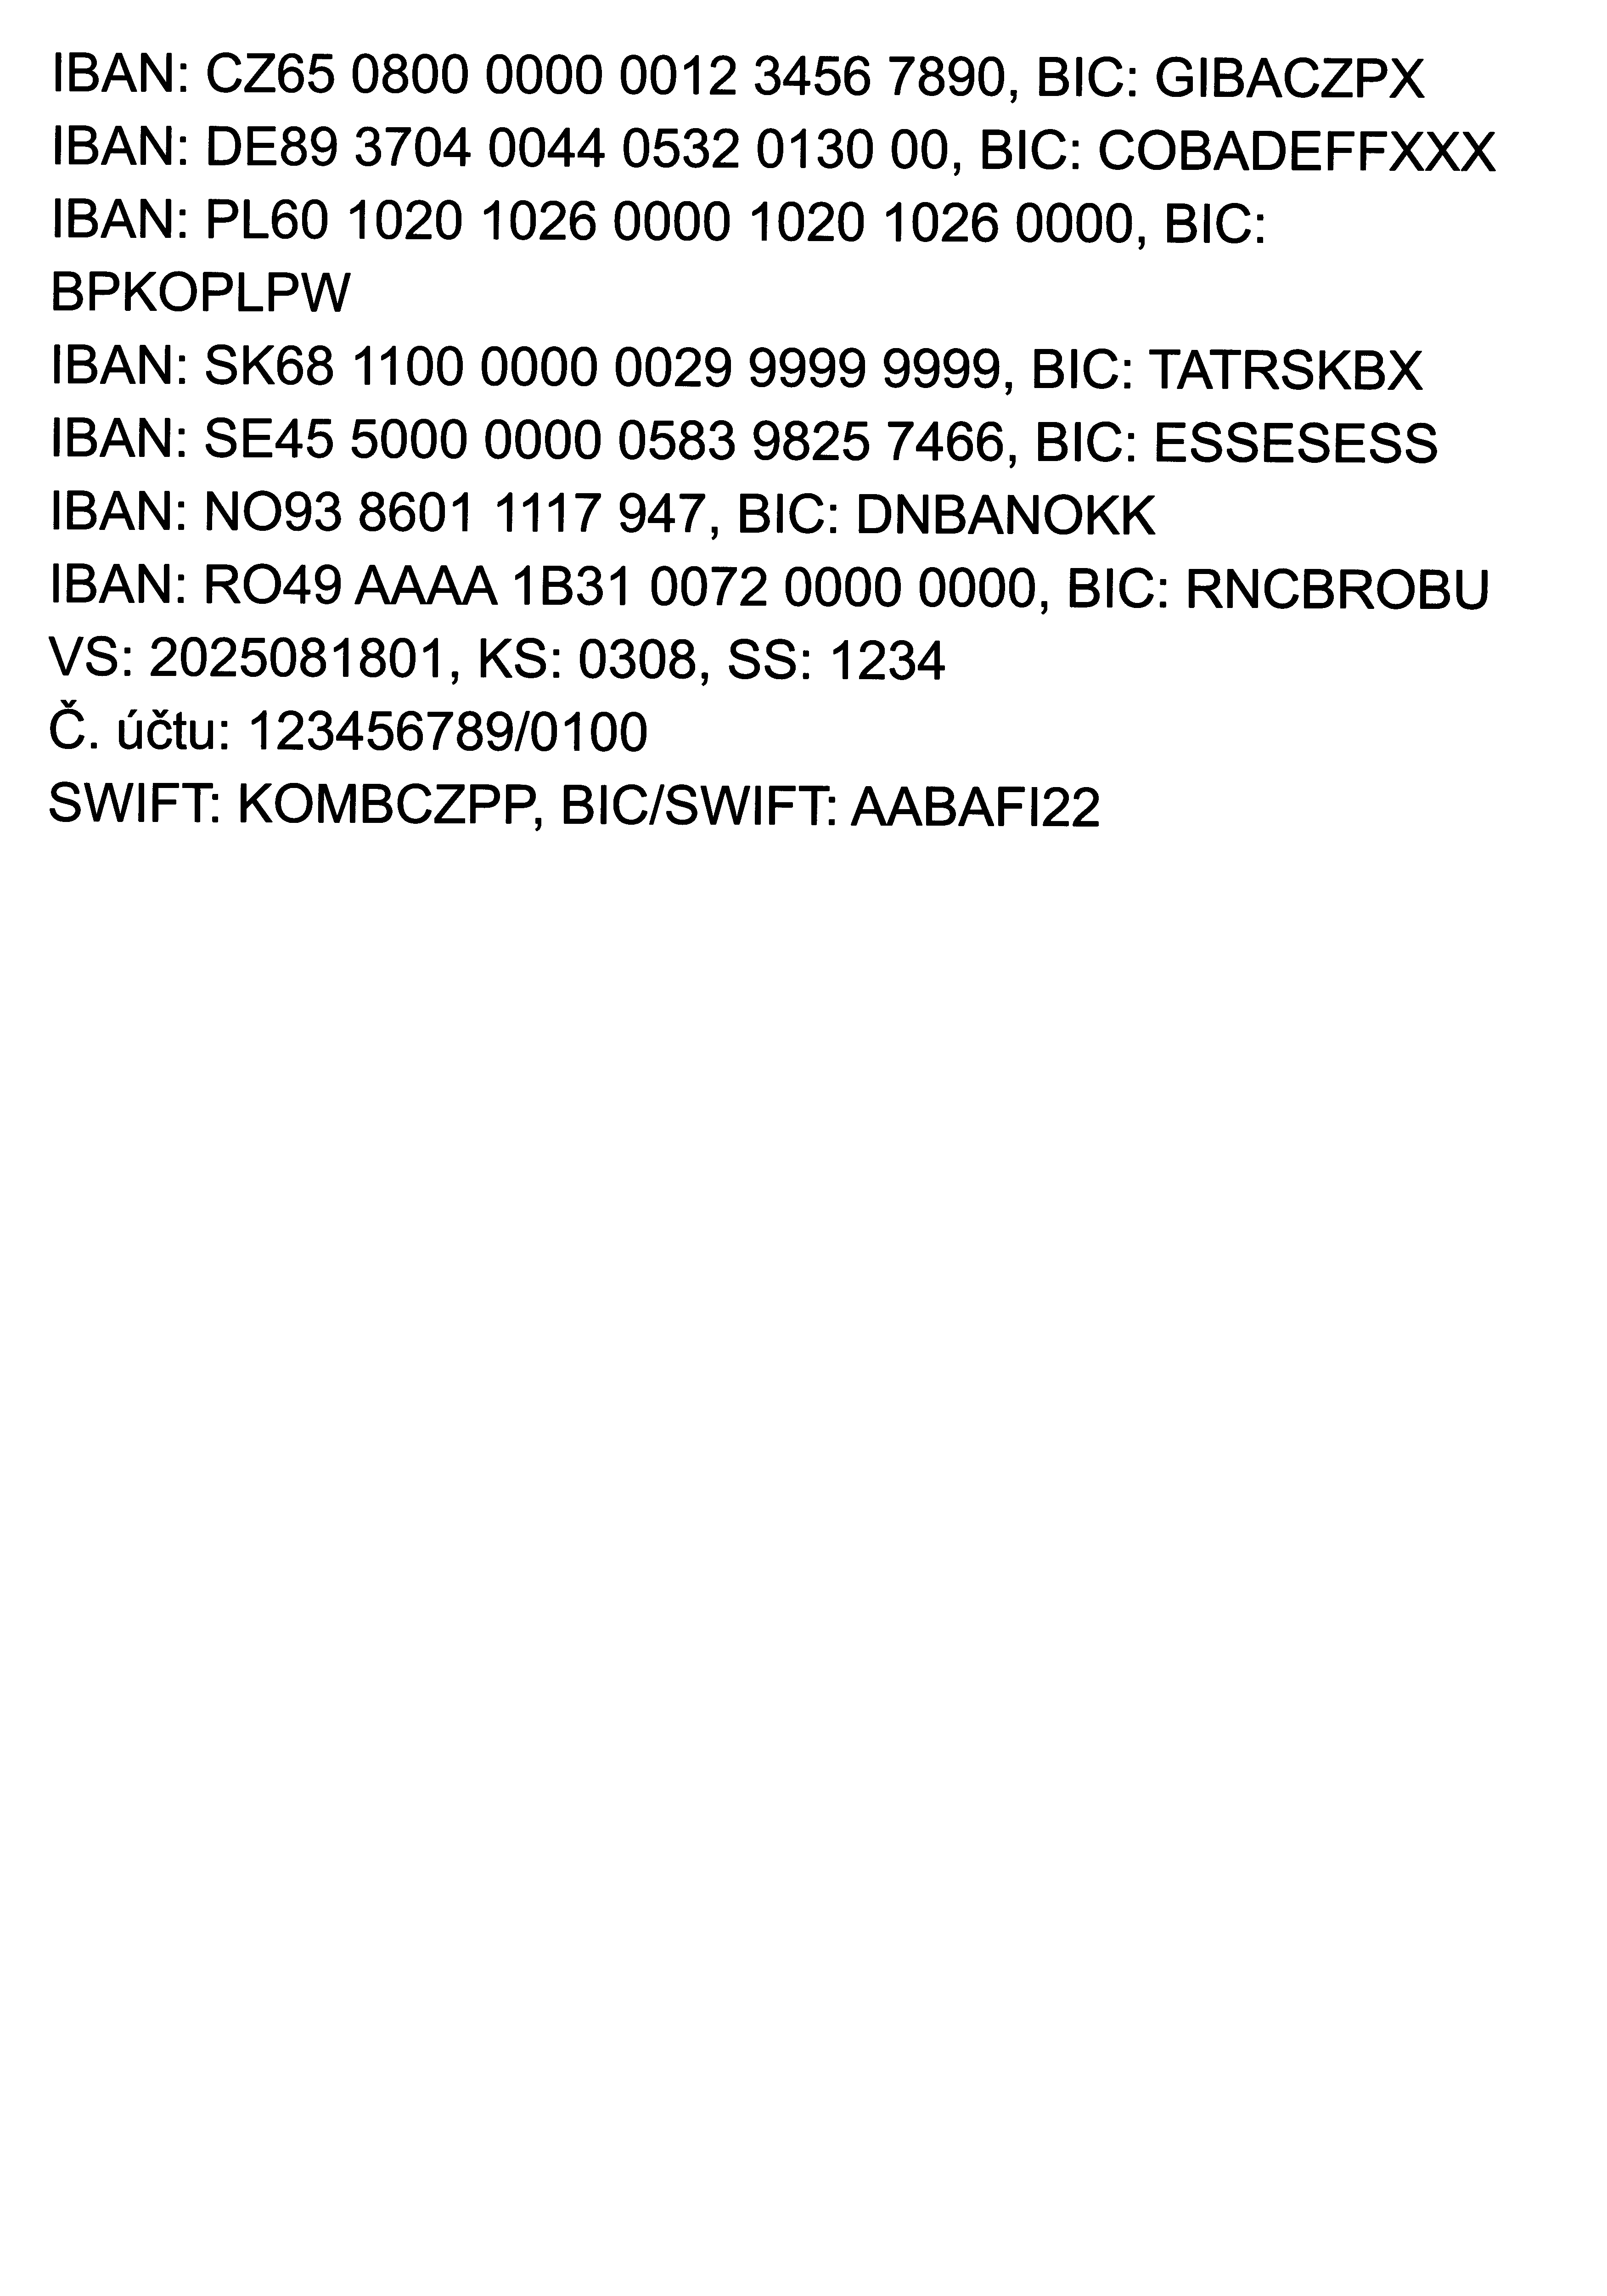 IBAN: CZ65 0800 0000 0012 3456 7890, BIC: GIBACZPX
IBAN: DE89 3704 0044 0532 0130 00, BIC: COBADEFFXXX
IBAN: PL60 1020 1026 0000 1020 1026 0000, BIC:
BPKOPLPW
IBAN: SK68 1100 0000 0029 9999 9999, BIC: TATRSKBX
IBAN: SE45 5000 0000 0583 9825 7466, BIC: ESSESESS
IBAN: NO93 8601 1117 947, BIC: DNBANOKK
IBAN: RO49 AAAA 1B31 0072 0000 0000, BIC: RNCBROBU
VS: 2025081801, KS: 0308, SS: 1234
Č. účtu: 123456789/0100
SWIFT: KOMBCZPP, BIC/SWIFT: AABAFI22